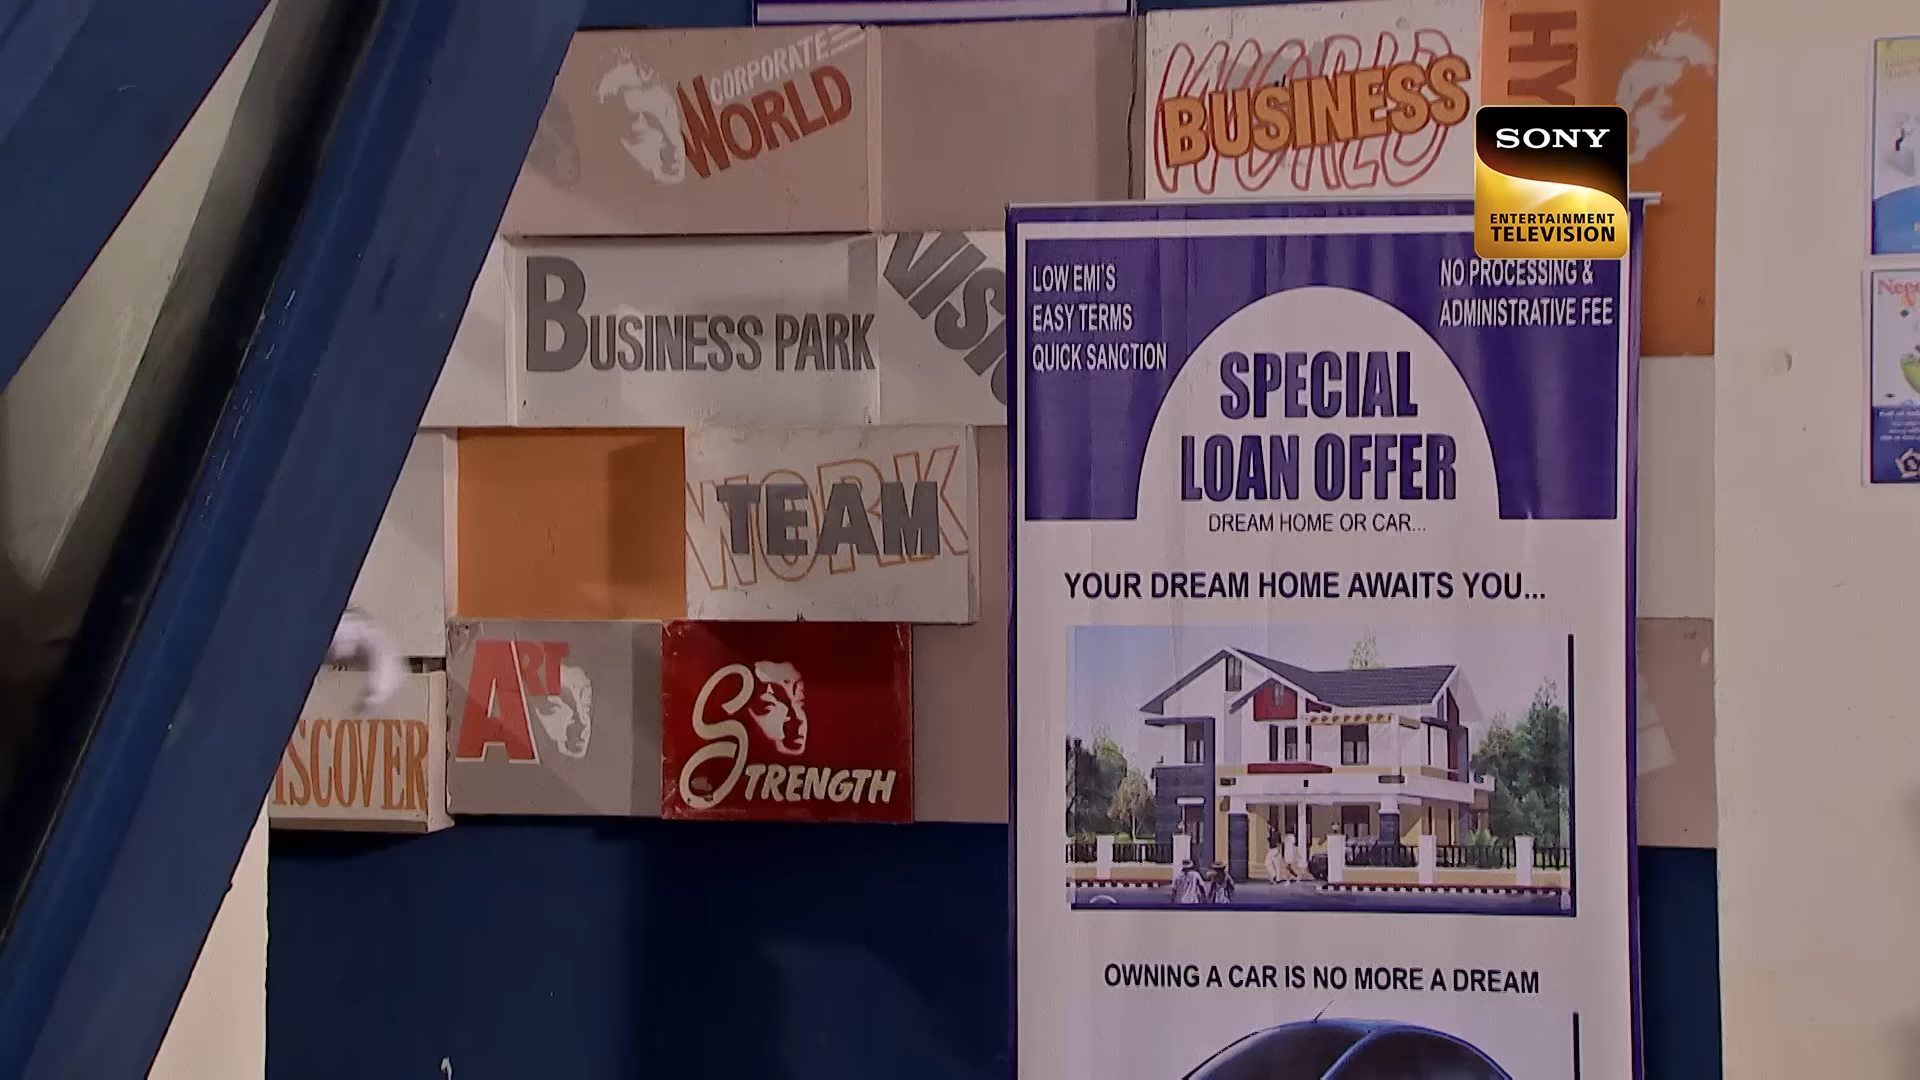 CORPORATE
WORLD
WORLD
BUSINESS
HY
SONY
ENTERTAINMENT
TELEVISION
BUSINESS PARK
WORK
TEAM
ART
STRENGTH
LOW EMI'S
EASY TERMS
QUICK SANCTION
NO PROCESSING &
ADMINISTRATIVE FEE
SPECIAL
LOAN OFFER
DREAM HOME OR CAR...
YOUR DREAM HOME AWAITS YOU...
OWNING A CAR IS NO MORE A DREAM